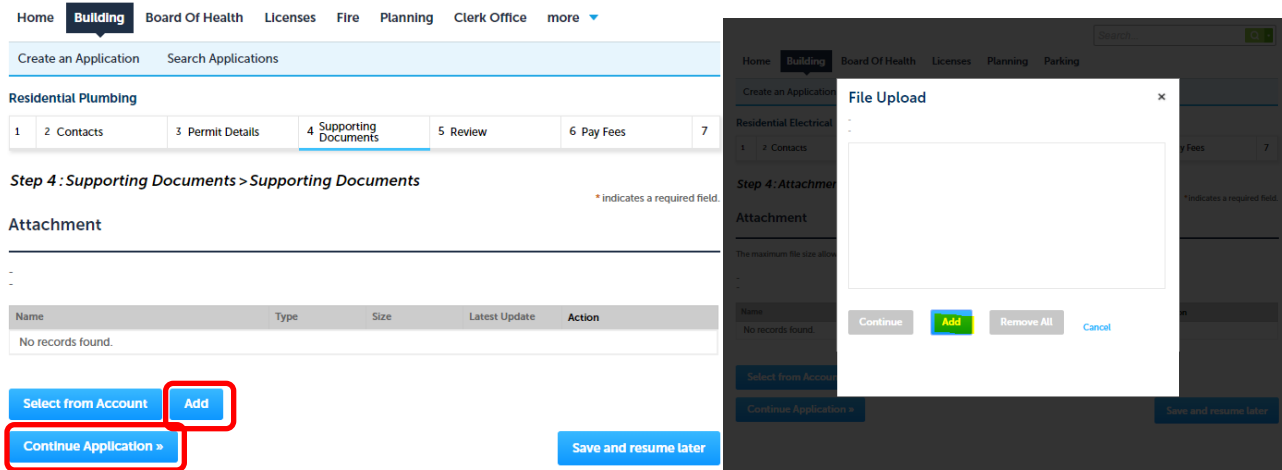 Home Building Board Of Health Licenses Fire Planning Clerk Office more
Create an Application Search Applications
Residential Plumbing
1 2 Contacts 3 Permit Details 4 Supporting Documents 5 Review 6 Pay Fees 7
Step 4 : Supporting Documents > Supporting Documents
* indicates a required field.
Attachment
Name Type Size Latest Update Action
No records found.
Select from Account Add
Continue Application » Save and resume later
Search...
Home Building Board Of Health Licenses Planning Parking
Create an Application
File Upload ×
Residential Electrical
1 2 Contacts y Fees 7
Step 4: Attachmen
* indicates a required field.
Attachment
The maximum file size allow
Name
No records found.
Continue Add Remove All Cancel
Select from Accoun
Continue Application » Save and resume later